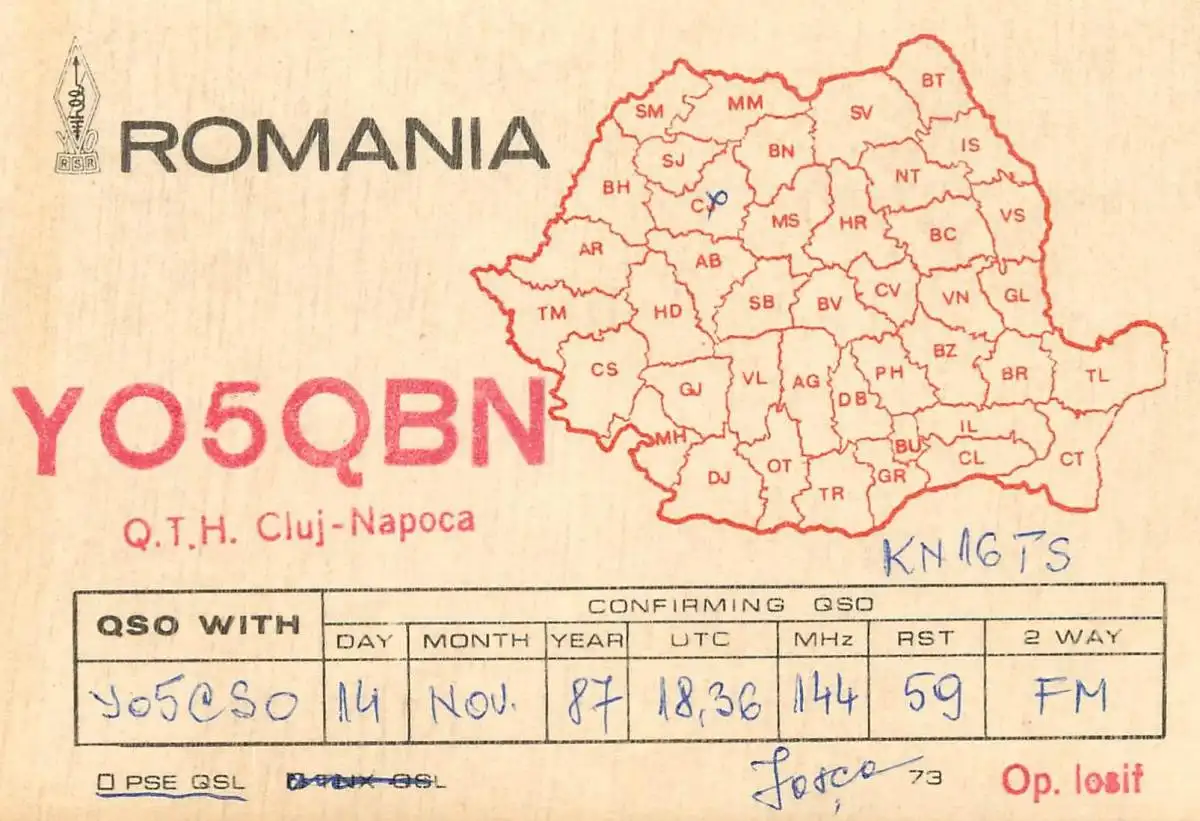 RSR
ROMANIA
BT
SM MM SV
IS
SJ BN
NT
BH
CJ MS HR BC VS
AR
AB
TM HD SB BV CV VN GL
BZ
CS GJ VL AG DB PH BR TL
MH IL
BU
DJ OT TR GR CL CT
YO5QBN
Q.T.H. Cluj-Napoca
KN16TS
QSO WITH CONFIRMING QSO
DAY MONTH YEAR UTC MHz RST 2 WAY
YO5CSO 14 NOV. 87 18,36 144 59 FM
PSE QSL TNX QSL 73 Op. Iosif